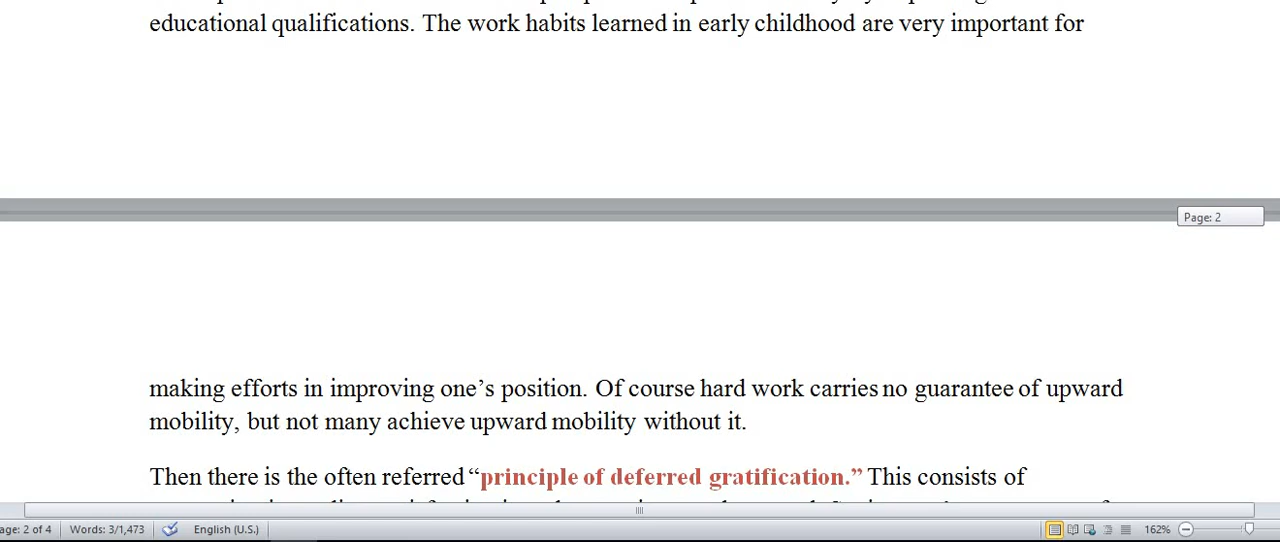 educational qualifications. The work habits learned in early childhood are very important for
Page: 2
making efforts in improving one’s position. Of course hard work carries no guarantee of upward
mobility, but not many achieve upward mobility without it.
Then there is the often referred “principle of deferred gratification.” This consists of
age: 2 of 4
Words: 3/1,473
English (U.S.)
162%